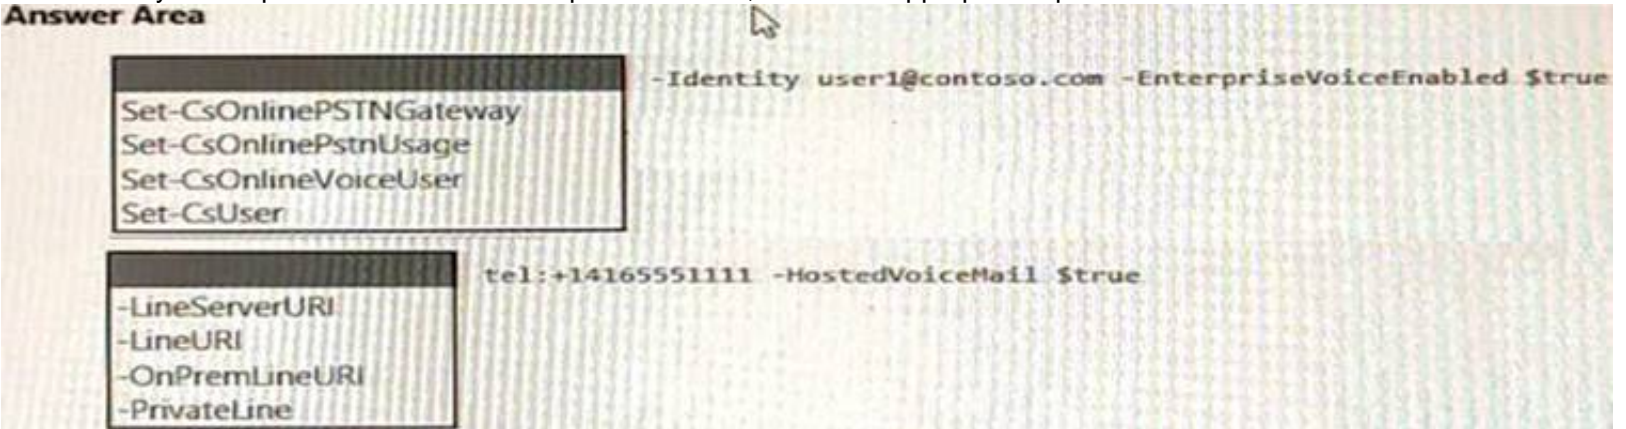 Answer Area
-Identity user1@contoso.com -EnterpriseVoiceEnabled $true
Set-CsOnlinePSTNGateway
Set-CsOnlinePstnUsage
Set-CsOnlineVoiceUser
Set-CsUser
tel:+14165551111 -HostedVoiceMail $true
-LineServerURI
-LineURI
-OnPremLineURI
-PrivateLine